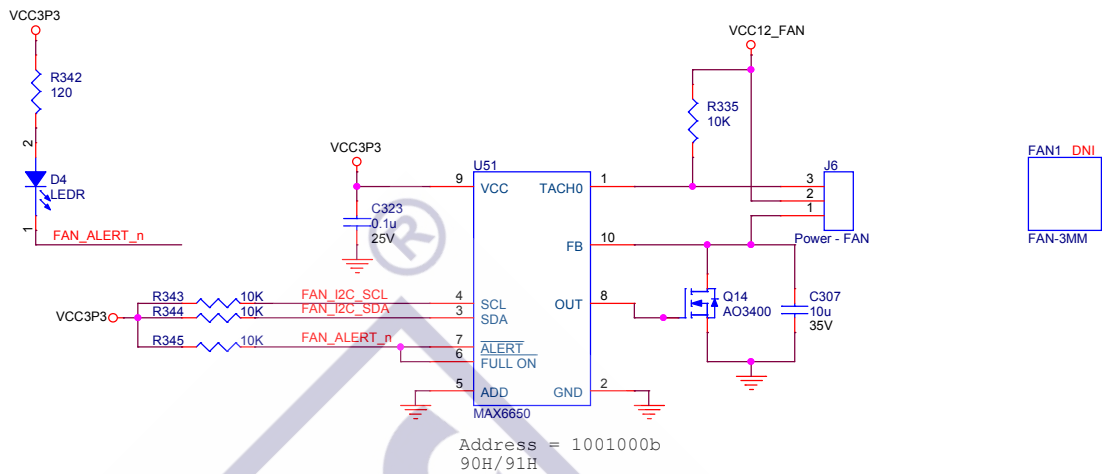 VCC3P3
R342
120
2
D4
LEDR
1
FAN_ALERT_n
VCC3P3
C323
0.1u
25V
VCC3P3
R343
10K
FAN_I2C_SCL
R344
10K
FAN_I2C_SDA
R345
10K
FAN_ALERT_n
U51
9
VCC
TACH0
1
FB
10
4
SCL
OUT
8
3
SDA
7
ALERT
6
FULL ON
5
ADD
GND
2
MAX6650
Address = 1001000b
90H/91H
VCC12_FAN
R335
10K
J6
3
2
1
Power - FAN
Q14
AO3400
C307
10u
35V
FAN1 DNI
FAN-3MM
®